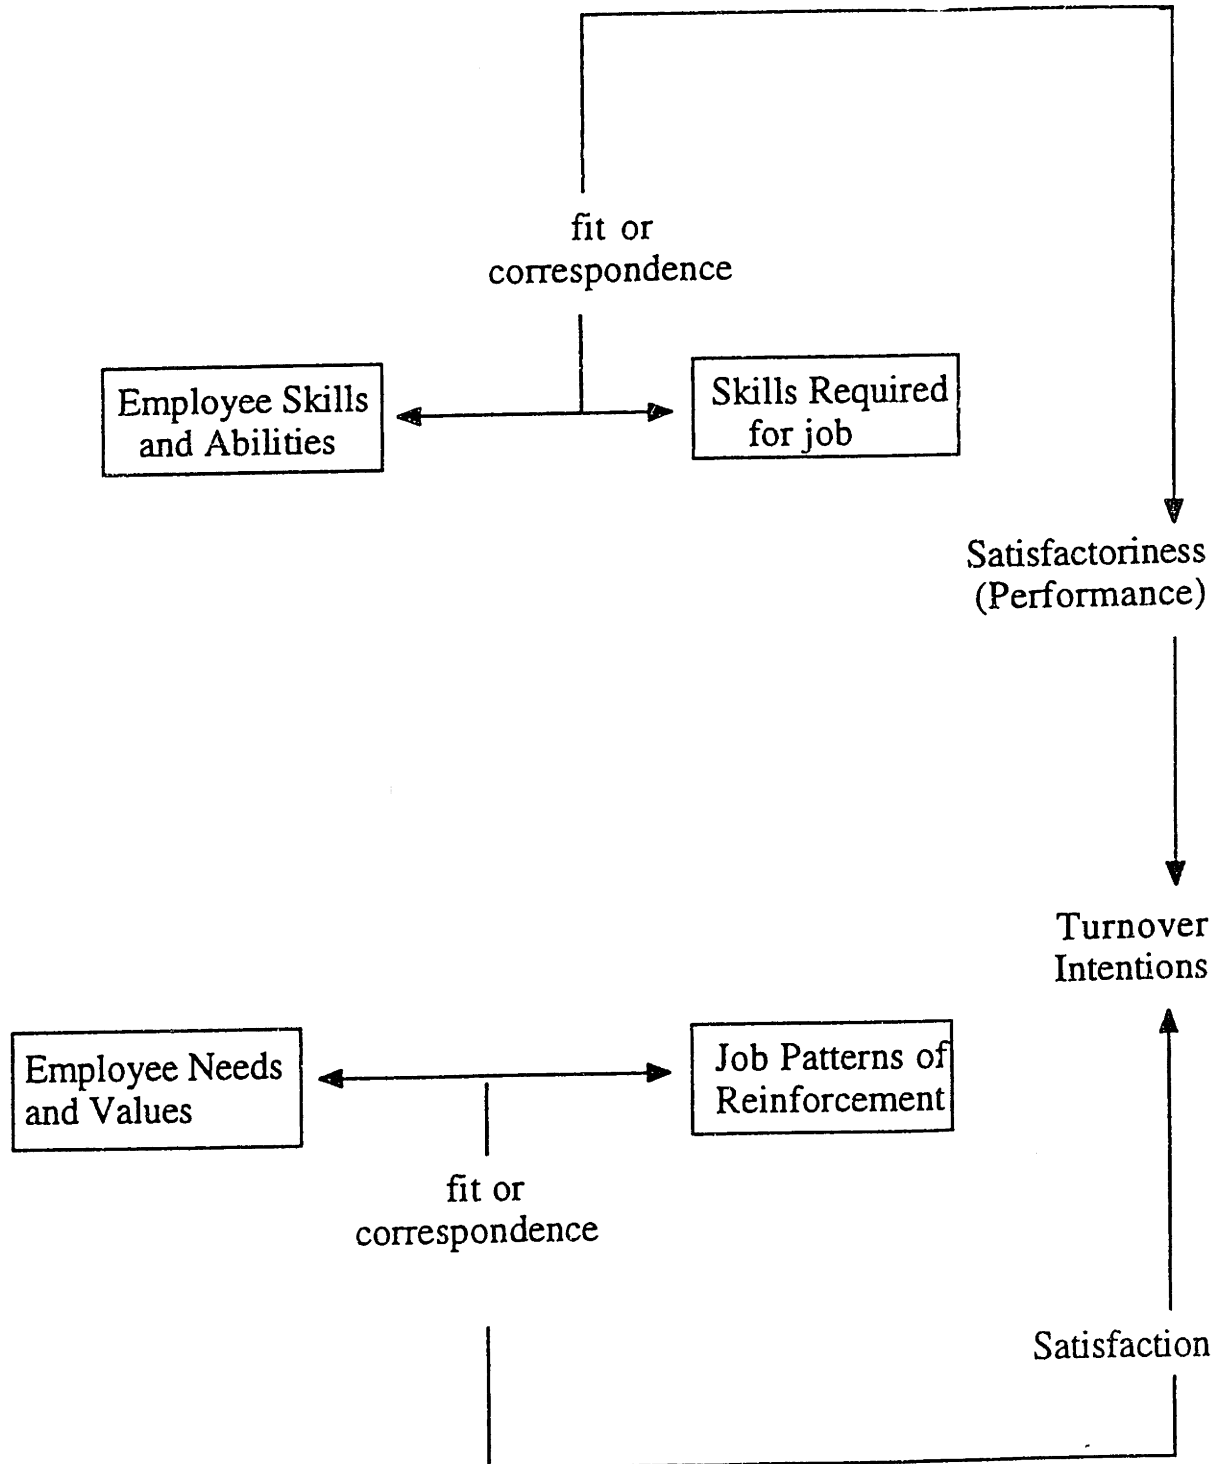 fit or
correspondence
Employee Skills
and Abilities
Skills Required
for job
Satisfactoriness
(Performance)
Turnover
Intentions
Employee Needs
and Values
Job Patterns of
Reinforcement
fit or
correspondence
Satisfaction